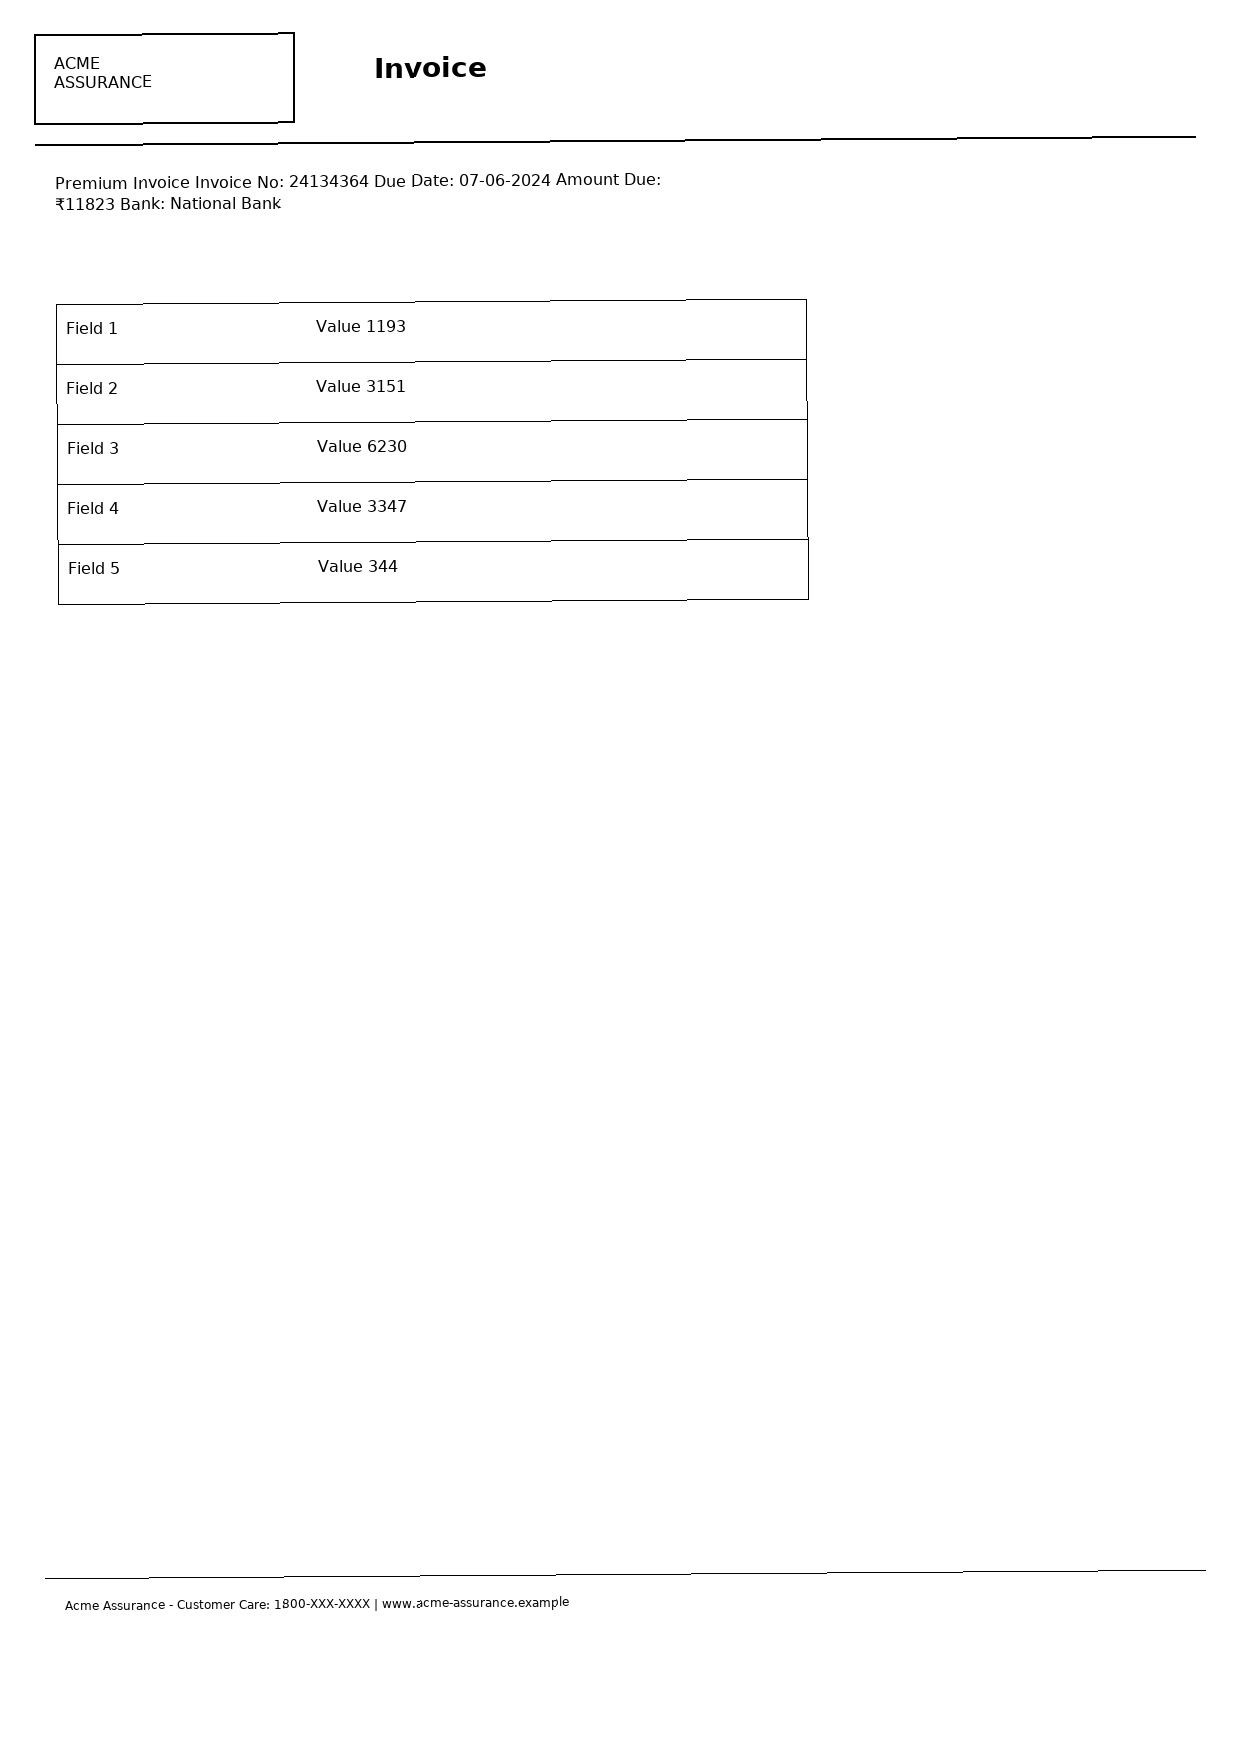 ACME
ASSURANCE
Invoice
Premium Invoice Invoice No: 24134364 Due Date: 07-06-2024 Amount Due:
₹11823 Bank: National Bank
Field 1 Value 1193
Field 2 Value 3151
Field 3 Value 6230
Field 4 Value 3347
Field 5 Value 344
Acme Assurance - Customer Care: 1800-XXX-XXXX | www.acme-assurance.example